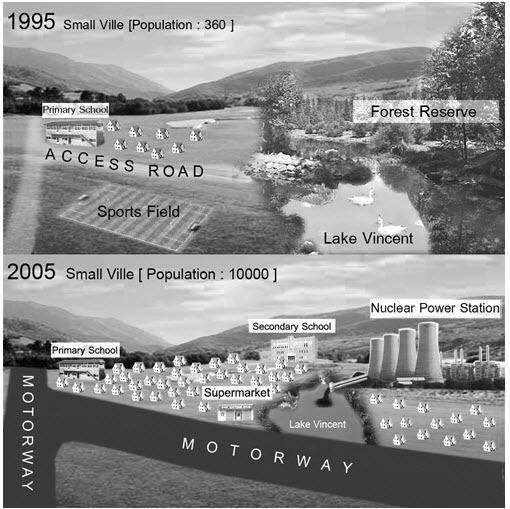 1995 Small Ville [Population : 360 ]
Primary School
Forest Reserve
ACCESS ROAD
Sports Field
Lake Vincent
2005 Small Ville [ Population : 10000 ]
Nuclear Power Station
Secondary School
Primary School
Supermarket
Lake Vincent
MOTORWAY
MOTORWAY